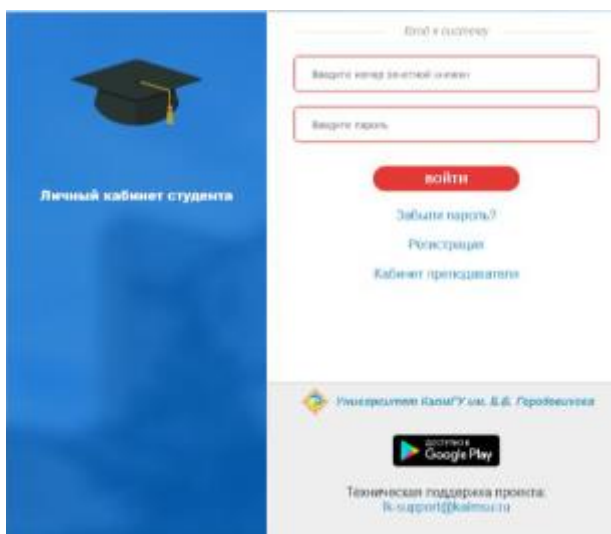 Личный кабинет студента
Вход в систему
Введите номер зачетной книжки
Введите пароль
ВОЙТИ
Забыли пароль?
Регистрация
Кабинет преподавателя
Университет КалмГУ им. Б.Б. Городовикова
ДОСТУПНО В
Google Play
Техническая поддержка проекта:
lk-support@kalmsu.ru